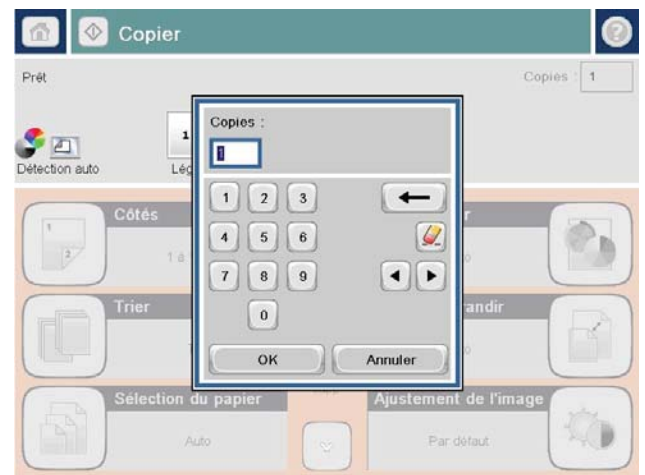 Copier
Prêt
Copies : 1
Copies :
1
1
Détection auto
Lég
1 2 3
4 5 6
7 8 9
0
OK Annuler
Côtés
1 à
Trier
randir
Sélection du papier
Auto
Ajustement de l'image
Par défaut